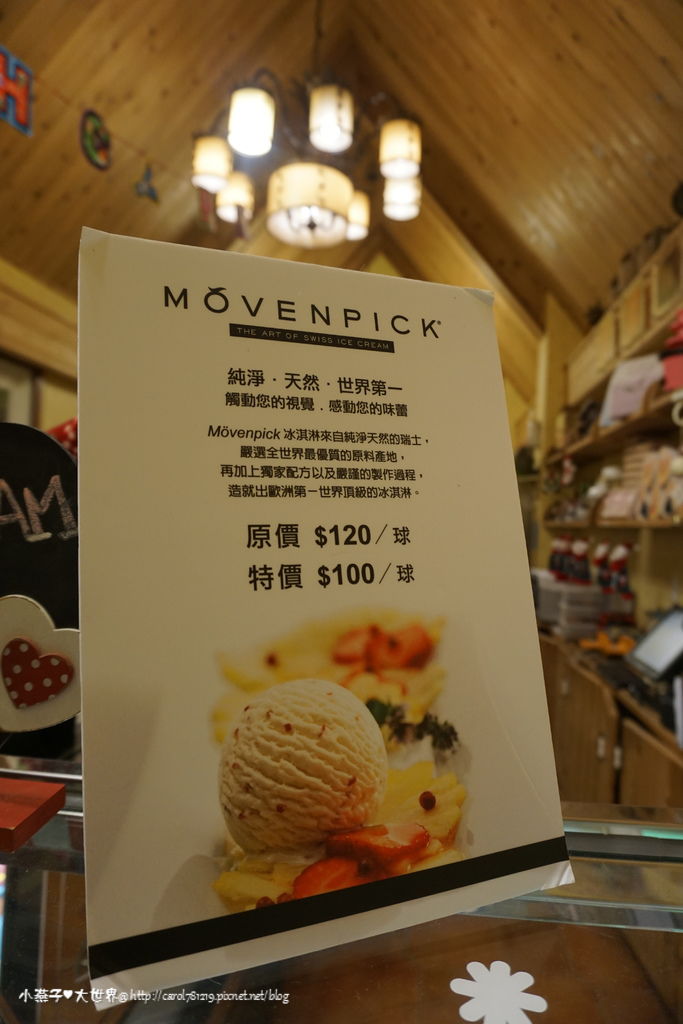 H
MÖVENPICK®
THE ART OF SWISS ICE CREAM
純淨．天然．世界第一
觸動您的視覺．感動您的味蕾
Mövenpick 冰淇淋來自純淨天然的瑞士，
嚴選全世界最優質的原料產地，
再加上獨家配方以及嚴謹的製作過程，
造就出歐洲第一世界頂級的冰淇淋。
原價 $120／球
特價 $100／球
AM
小燕子♥大世界@http://carol781219.pixnet.net/blog